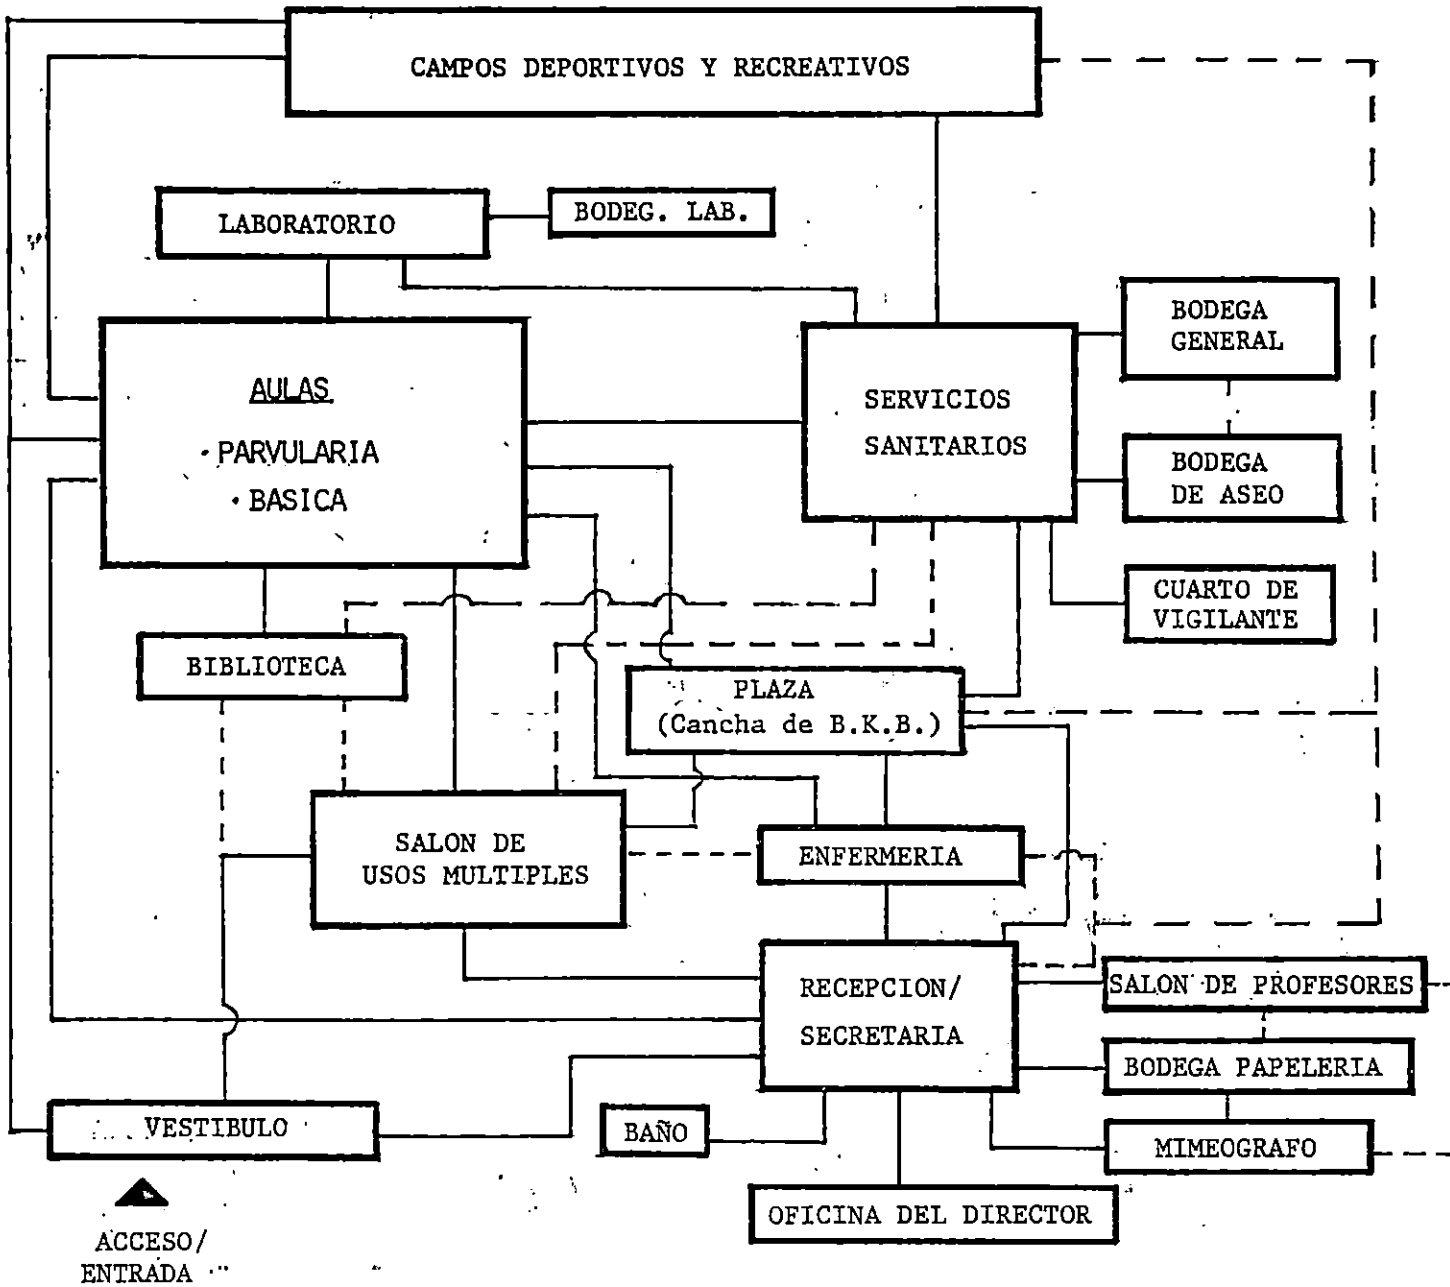 CAMPOS DEPORTIVOS Y RECREATIVOS
LABORATORIO
BODEG. LAB.
BODEGA
GENERAL
AULAS
· PARVULARIA
· BASICA
SERVICIOS
SANITARIOS
BODEGA
DE ASEO
CUARTO DE
VIGILANTE
BIBLIOTECA
PLAZA
(Cancha de B.K.B.)
SALON DE
USOS MULTIPLES
ENFERMERIA
RECEPCION/
SECRETARIA
SALON DE PROFESORES
BODEGA PAPELERIA
VESTIBULO
BAÑO
MIMEOGRAFO
OFICINA DEL DIRECTOR
ACCESO/
ENTRADA